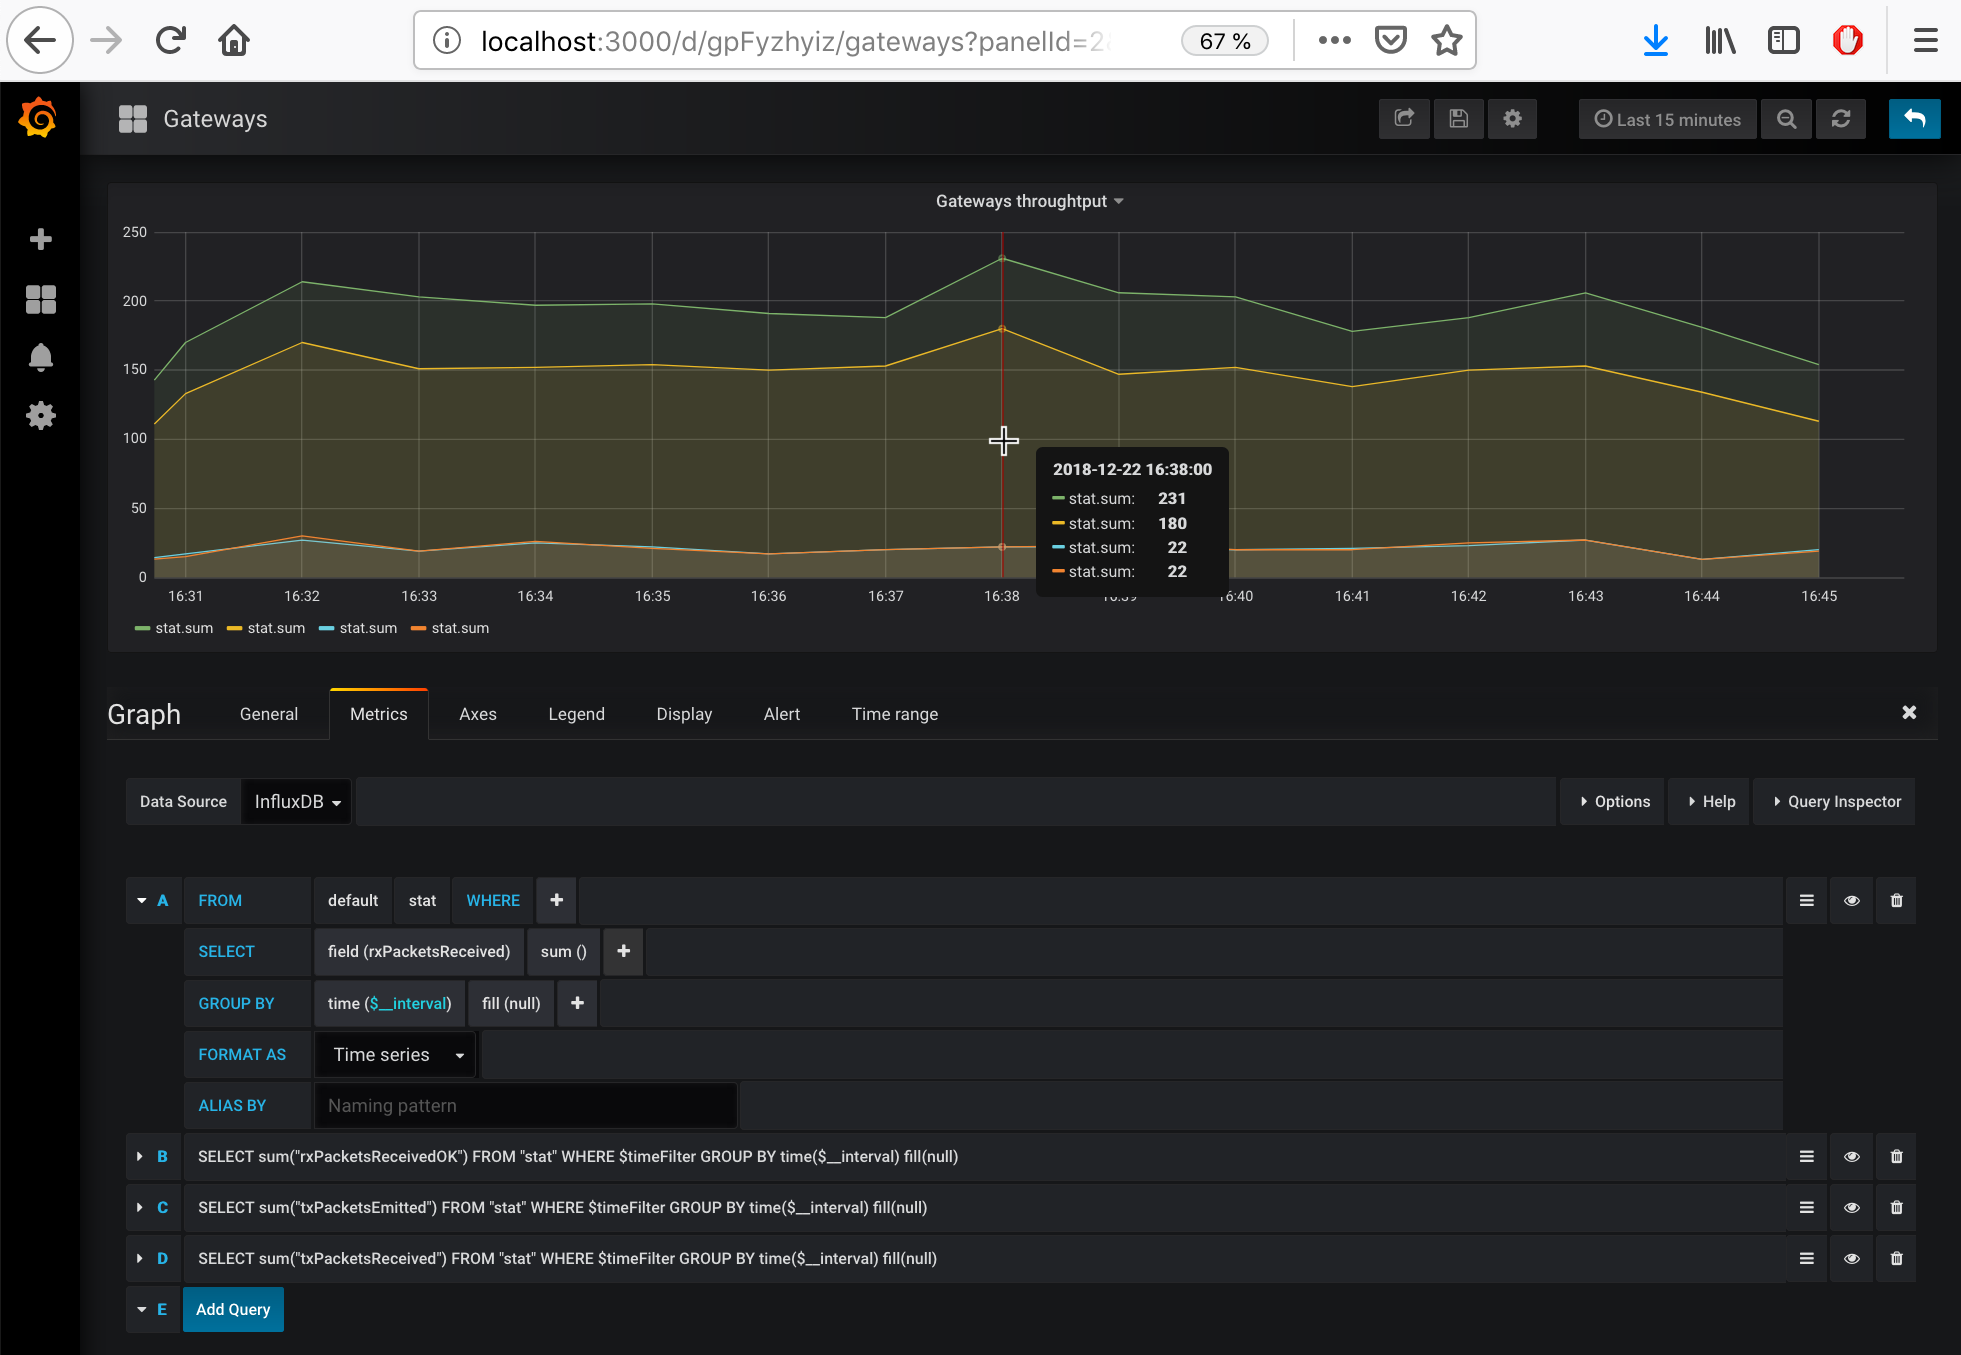 localhost:3000/d/gpFyzhyiz/gateways?panelId=2
67 %
Gateways
Last 15 minutes
Gateways throughtput
250
200
150
100
50
0
2018-12-22 16:38:00
stat.sum: 231
stat.sum: 180
stat.sum: 22
stat.sum: 22
16:31 16:32 16:33 16:34 16:35 16:36 16:37 16:38 16:39 16:40 16:41 16:42 16:43 16:44 16:45
stat.sum stat.sum stat.sum stat.sum
Graph General Metrics Axes Legend Display Alert Time range
Data Source InfluxDB Options Help Query Inspector
A FROM default stat WHERE
SELECT field (rxPacketsReceived) sum ()
GROUP BY time ($__interval) fill (null)
FORMAT AS Time series
ALIAS BY Naming pattern
B SELECT sum("rxPacketsReceivedOK") FROM "stat" WHERE $timeFilter GROUP BY time($__interval) fill(null)
C SELECT sum("txPacketsEmitted") FROM "stat" WHERE $timeFilter GROUP BY time($__interval) fill(null)
D SELECT sum("txPacketsReceived") FROM "stat" WHERE $timeFilter GROUP BY time($__interval) fill(null)
E Add Query